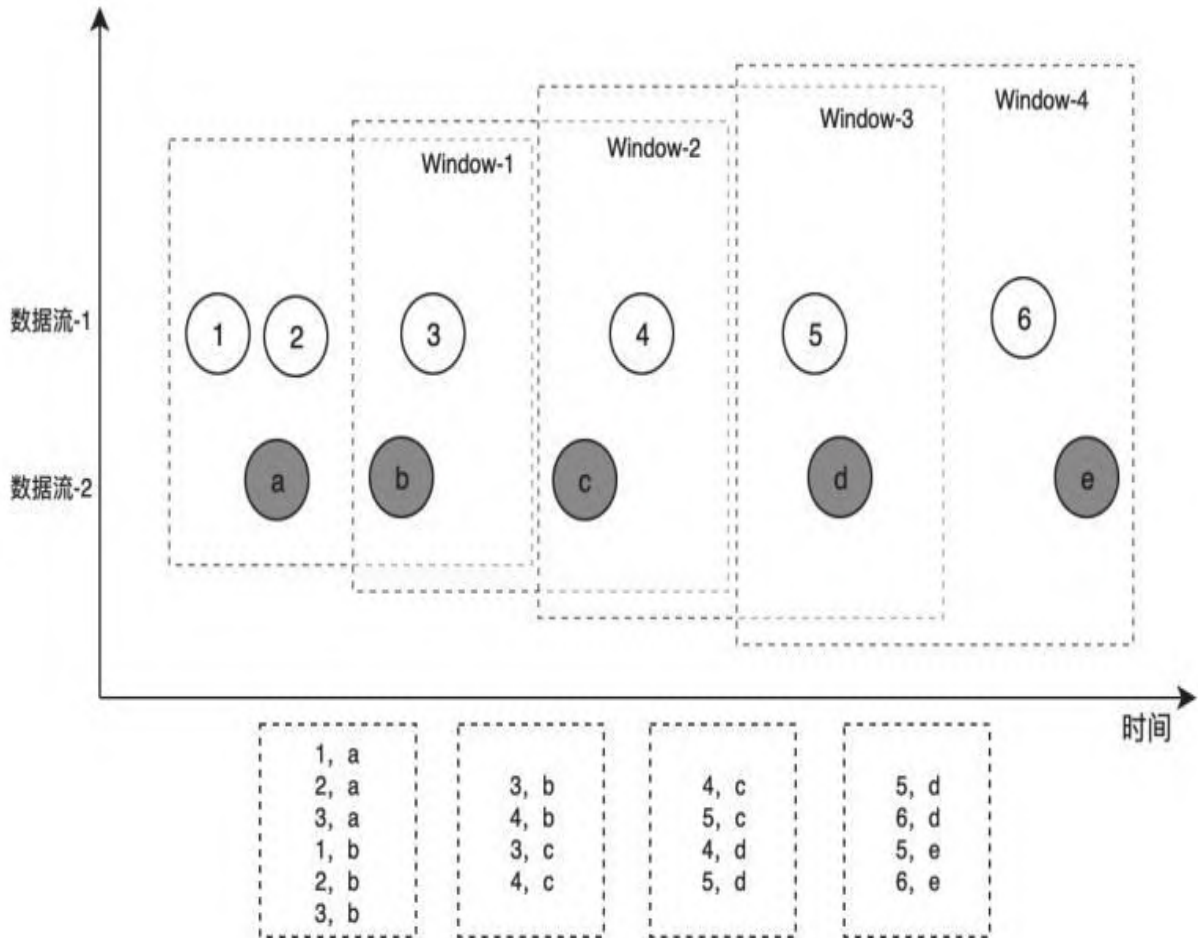 Window-4
Window-3
Window-2
Window-1
数据流-1
1
2
3
4
5
6
数据流-2
a
b
c
d
e
时间
1, a
2, a
3, a
1, b
2, b
3, b
3, b
4, b
3, c
4, c
4, c
5, c
4, d
5, d
5, d
6, d
5, e
6, e